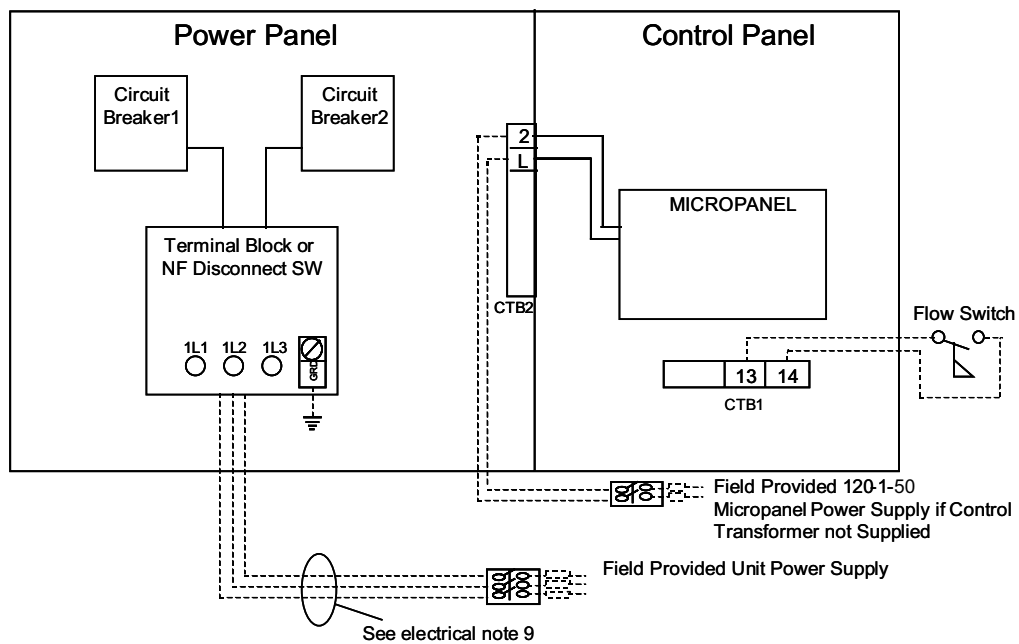 Power Panel
Control Panel
Circuit
Breaker1
Circuit
Breaker2
2
L
MICROPANEL
Terminal Block or
NF Disconnect SW
CTB2
Flow Switch
1L1 1L2 1L3
GRD
13 14
CTB1
Field Provided 120-1-50
Micropanel Power Supply if Control
Transformer not Supplied
Field Provided Unit Power Supply
See electrical note 9